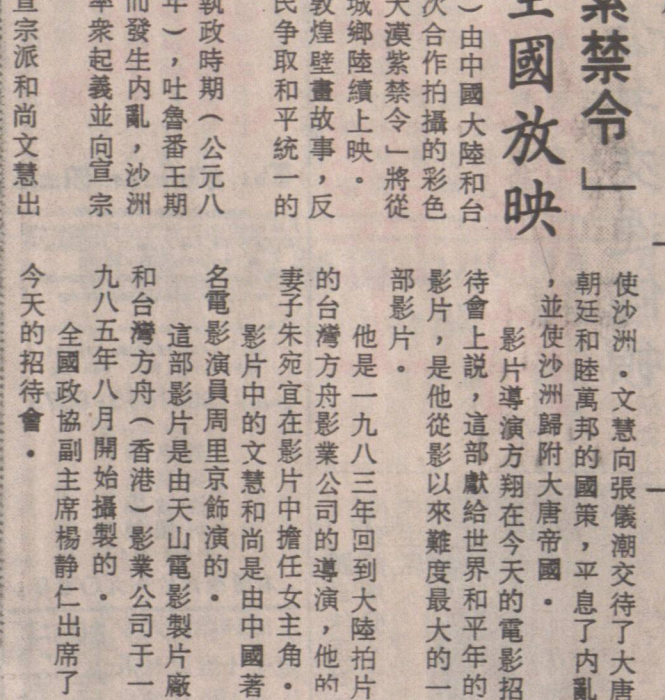 紫禁令」
全國放映
）由中國大陸和台
次合作拍攝的彩色
大漠紫禁令」將從
城鄉陸續上映。
敦煌壁畫故事，反
民争取和平統一的
執政時期（公元八
年），吐魯番王期
而發生内亂，沙洲
率衆起義並向宣宗
宣宗派和尚文慧出
使沙洲。文慧向張儀潮交待了大唐
朝廷和睦萬邦的國策，平息了内亂
，並使沙洲歸附大唐帝國。
影片導演方翔在今天的電影招
待會上説，這部獻給世界和平年的
影片，是他從影以來難度最大的一
部影片。
他是一九八三年回到大陸拍片
的台灣方舟影業公司的導演，他的
妻子朱宛宜在影片中擔任女主角。
影片中的文慧和尚是由中國著
名電影演員周里京飾演的。
這部影片是由天山電影製片廠
和台灣方舟（香港）影業公司于一
九八五年八月開始攝製的。
全國政協副主席楊静仁出席了
今天的招待會。